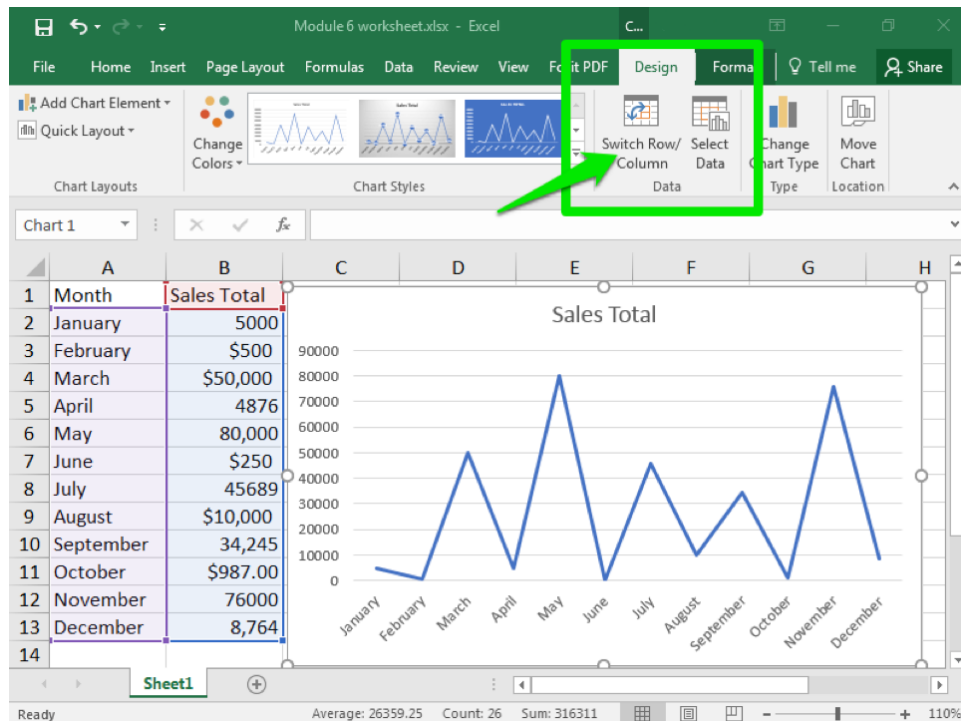 Module 6 worksheet.xlsx - Excel C...
File Home Insert Page Layout Formulas Data Review View Design Forma Tell me Share
Add Chart Element
Quick Layout
Change Colors
Switch Row/ Column
Select Data
Change Chart Type
Move Chart
Chart Layouts Chart Styles Data Type Location
Chart 1 fx
A B C D E F G H
1 Month Sales Total
2 January 5000
3 February $500
4 March $50,000
5 April 4876
6 May 80,000
7 June $250
8 July 45689
9 August $10,000
10 September 34,245
11 October $987.00
12 November 76000
13 December 8,764
14
Sales Total
90000
80000
70000
60000
50000
40000
30000
20000
10000
0
January February March April May June July August September October November December
Sheet1
Ready Average: 26359.25 Count: 26 Sum: 316311 110%